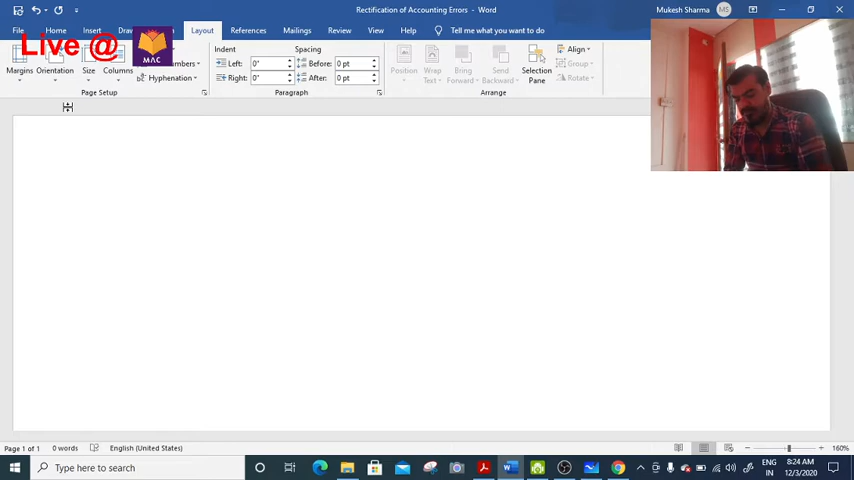 Rectification of Accounting Errors - Word
Mukesh Sharma MS
File Home Insert Draw Layout References Mailings Review View Help Tell me what you want to do
Live @
MAC
Indent Spacing
Left: 0" Before: 0 pt
Right: 0" After: 0 pt
Margins Orientation Size Columns
Hyphenation
Position Wrap Text Bring Forward Send Backward Selection Pane
Align
Group
Rotate
Page Setup Paragraph Arrange
Page 1 of 1 0 words English (United States) 160%
Type here to search
ENG IN
8:24 AM
12/3/2020